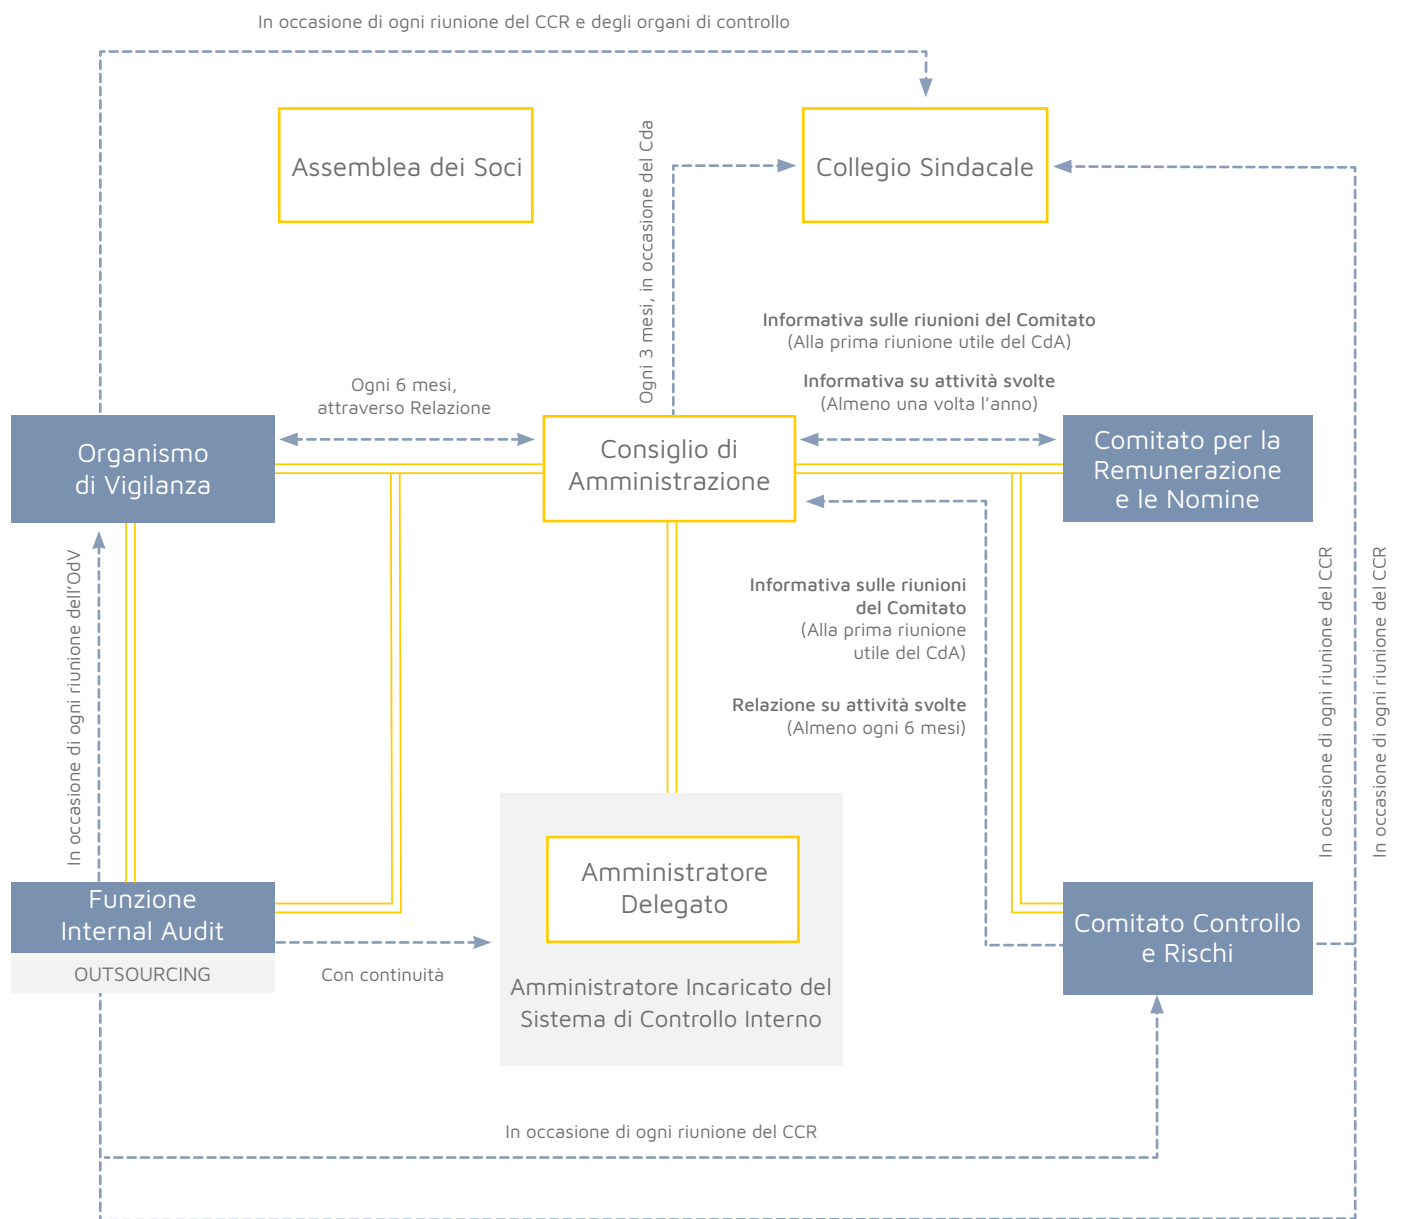 In occasione di ogni riunione del CCR e degli organi di controllo
Assemblea dei Soci
Collegio Sindacale
Ogni 3 mesi, in occasione del Cda
Informativa sulle riunioni del Comitato
(Alla prima riunione utile del CdA)
Informativa su attività svolte
(Almeno una volta l'anno)
Ogni 6 mesi,
attraverso Relazione
Organismo
di Vigilanza
Consiglio di
Amministrazione
Comitato per la
Remunerazione
e le Nomine
In occasione di ogni riunione dell'OdV
Informativa sulle riunioni
del Comitato
(Alla prima riunione
utile del CdA)
Relazione su attività svolte
(Almeno ogni 6 mesi)
In occasione di ogni riunione del CCR
In occasione di ogni riunione del CCR
Funzione
Internal Audit
OUTSOURCING
Con continuità
Amministratore
Delegato
Amministratore Incaricato del
Sistema di Controllo Interno
Comitato Controllo
e Rischi
In occasione di ogni riunione del CCR